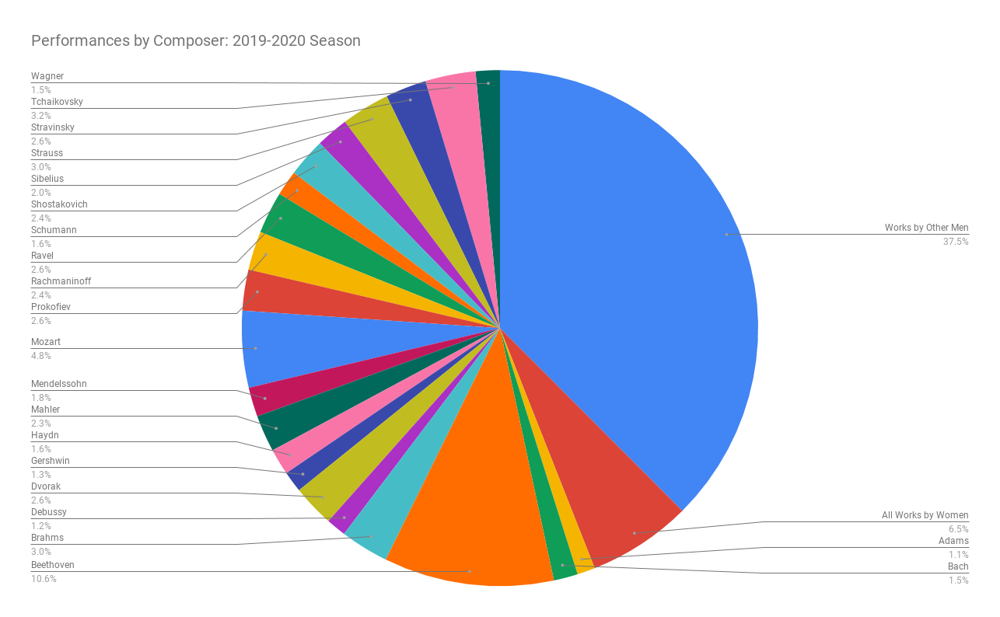 Performances by Composer: 2019-2020 Season
Wagner
1.5%
Tchaikovsky
3.2%
Stravinsky
2.6%
Strauss
3.0%
Sibelius
2.0%
Shostakovich
2.4%
Schumann
1.6%
Ravel
2.6%
Rachmaninoff
2.4%
Prokofiev
2.6%
Mozart
4.8%
Mendelssohn
1.8%
Mahler
2.3%
Haydn
1.6%
Gershwin
1.3%
Dvorak
2.6%
Debussy
1.2%
Brahms
3.0%
Beethoven
10.6%
Works by Other Men
37.5%
All Works by Women
6.5%
Adams
1.1%
Bach
1.5%